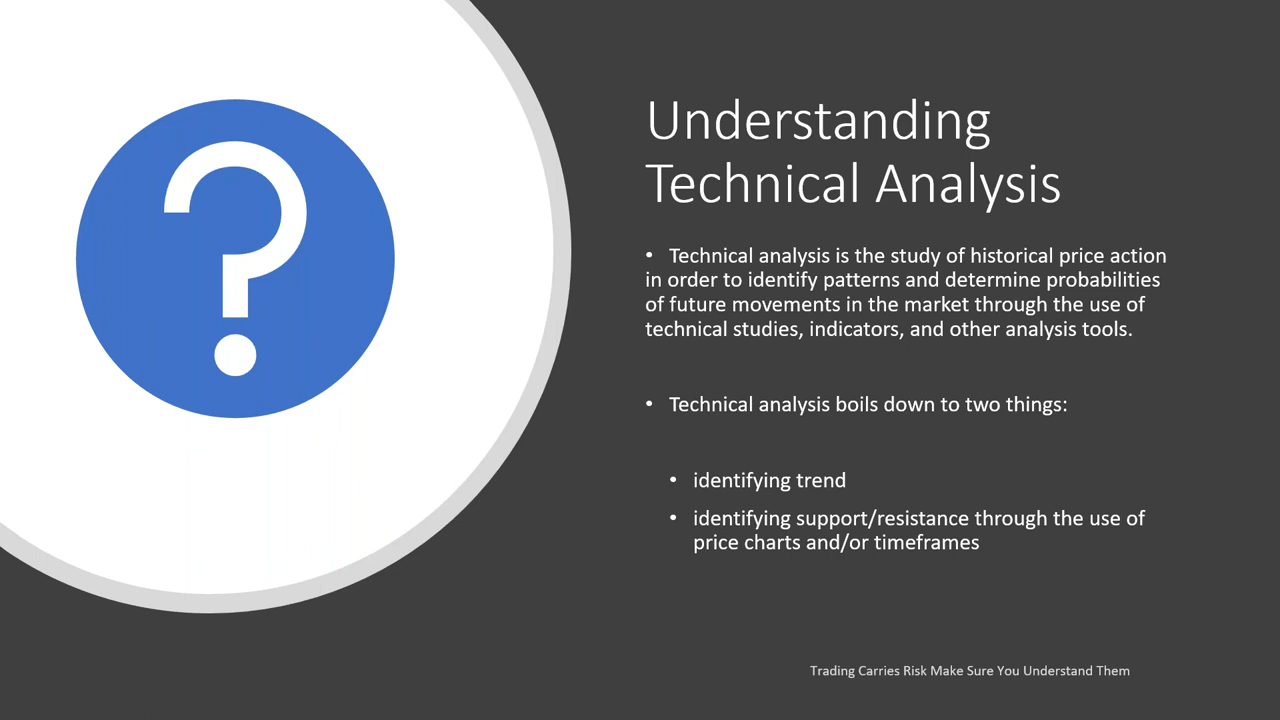 Understanding
Technical Analysis
• Technical analysis is the study of historical price action
in order to identify patterns and determine probabilities
of future movements in the market through the use of
technical studies, indicators, and other analysis tools.
• Technical analysis boils down to two things:
• identifying trend
• identifying support/resistance through the use of
price charts and/or timeframes
Trading Carries Risk Make Sure You Understand Them